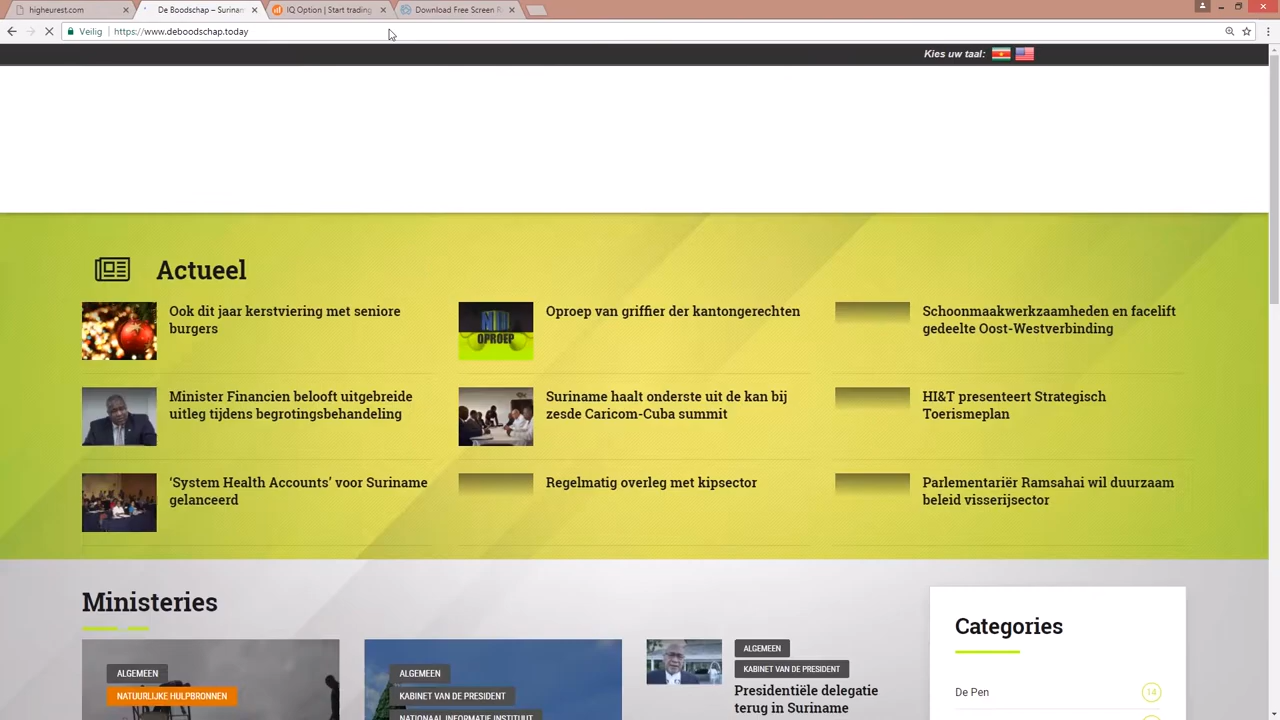 higheurest.com
De Boodschap – Surinam
IQ Option | Start trading
Download Free Screen R
Veilig
https://www.deboodschap.today
Kies uw taal:
Actueel
Ook dit jaar kerstviering met seniore
burgers
OPROEP
Oproep van griffier der kantongerechten
Schoonmaakwerkzaamheden en facelift
gedeelte Oost-Westverbinding
Minister Financien belooft uitgebreide
uitleg tijdens begrotingsbehandeling
Suriname haalt onderste uit de kan bij
zesde Caricom-Cuba summit
HI&T presenteert Strategisch
Toerismeplan
‘System Health Accounts’ voor Suriname
gelanceerd
Regelmatig overleg met kipsector
Parlementariër Ramsahai wil duurzaam
beleid visserijsector
Ministeries
ALGEMEEN
NATUURLIJKE HULPBRONNEN
ALGEMEEN
KABINET VAN DE PRESIDENT
NATIONAAL INFORMATIE INSTITUUT
ALGEMEEN
KABINET VAN DE PRESIDENT
Presidentiële delegatie
terug in Suriname
Categories
De Pen
14